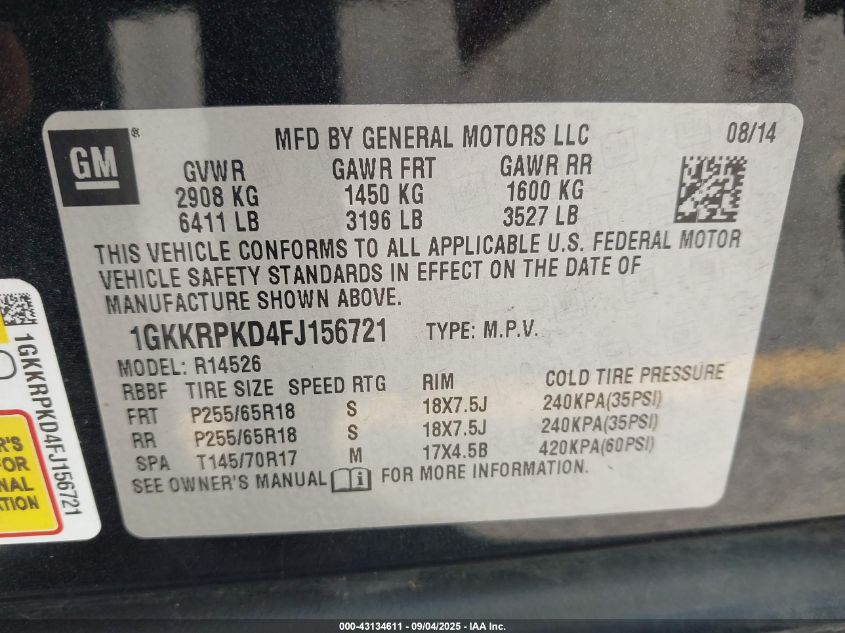 GM®
MFD BY GENERAL MOTORS LLC 08/14
GVWR GAWR FRT GAWR RR
2908 KG 1450 KG 1600 KG
6411 LB 3196 LB 3527 LB
THIS VEHICLE CONFORMS TO ALL APPLICABLE U.S. FEDERAL MOTOR
VEHICLE SAFETY STANDARDS IN EFFECT ON THE DATE OF
MANUFACTURE SHOWN ABOVE.
1GKKRPKD4FJ156721 TYPE: M.P.V.
MODEL: R14526
RBBF TIRE SIZE SPEED RTG RIM COLD TIRE PRESSURE
FRT P255/65R18 S 18X7.5J 240KPA(35PSI)
RR P255/65R18 S 18X7.5J 240KPA(35PSI)
SPA T145/70R17 M 17X4.5B 420KPA(60PSI)
SEE OWNER'S MANUAL FOR MORE INFORMATION.
1GKKRPKD4FJ156721
R'S
FOR
NAL
TION
000-43134611 - 09/04/2025 - IAA Inc.